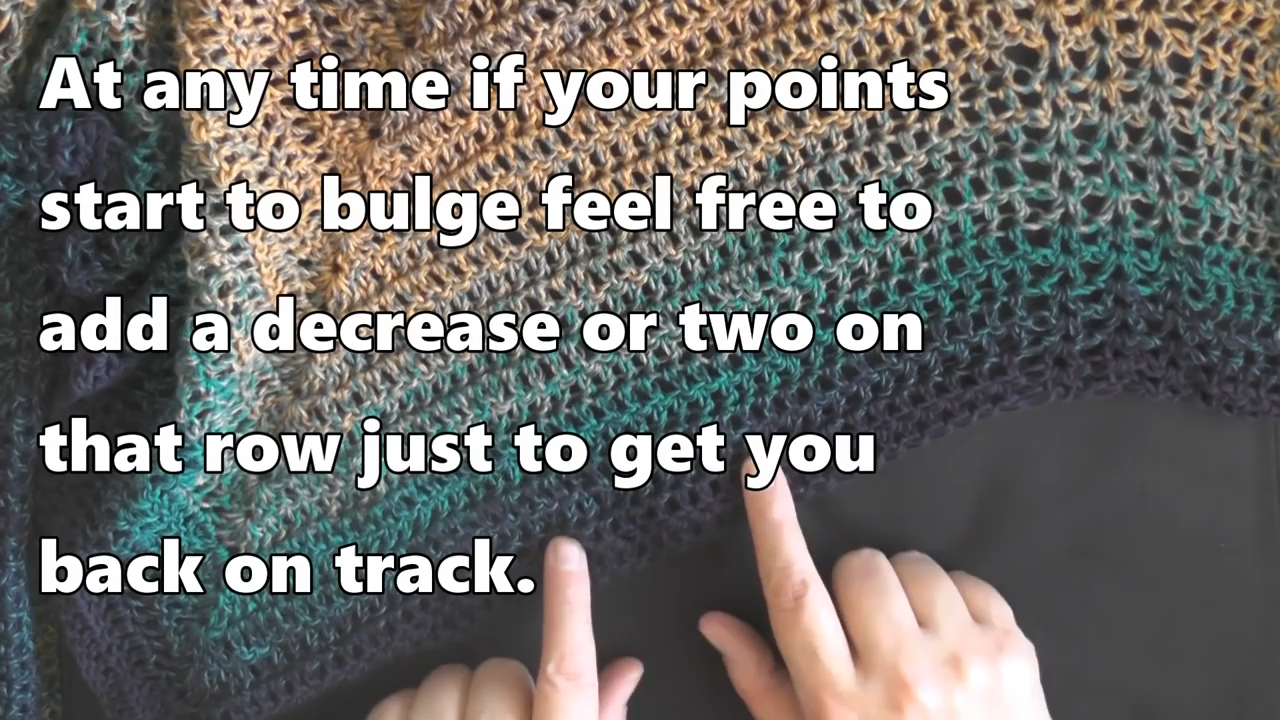 At any time if your points
start to bulge feel free to
add a decrease or two on
that row just to get you
back on track.